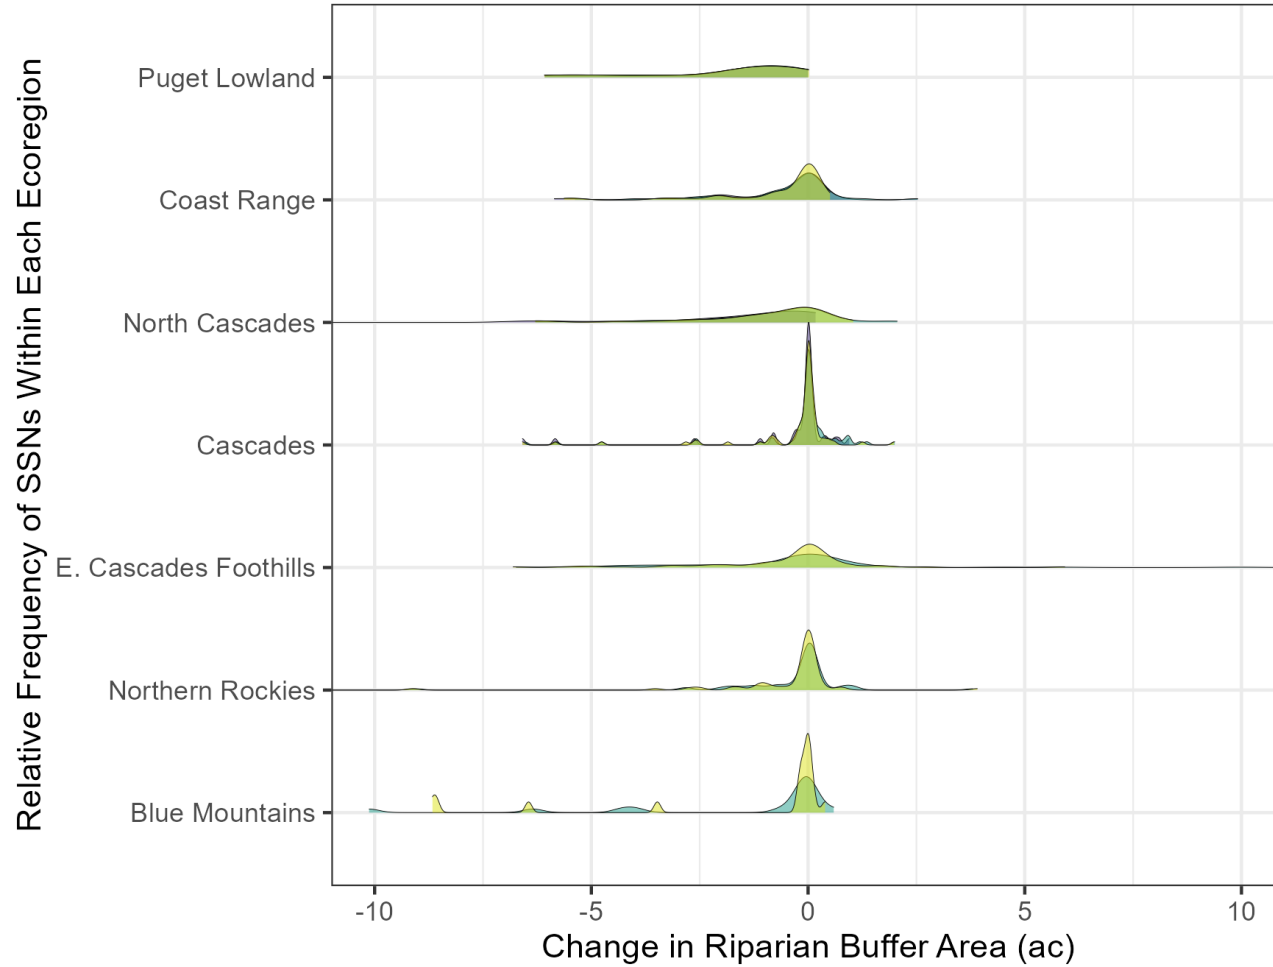 Relative Frequency of SSNs Within Each Ecoregion
Puget Lowland
Coast Range
North Cascades
Cascades
E. Cascades Foothills
Northern Rockies
Blue Mountains
-10 -5 0 5 10
Change in Riparian Buffer Area (ac)